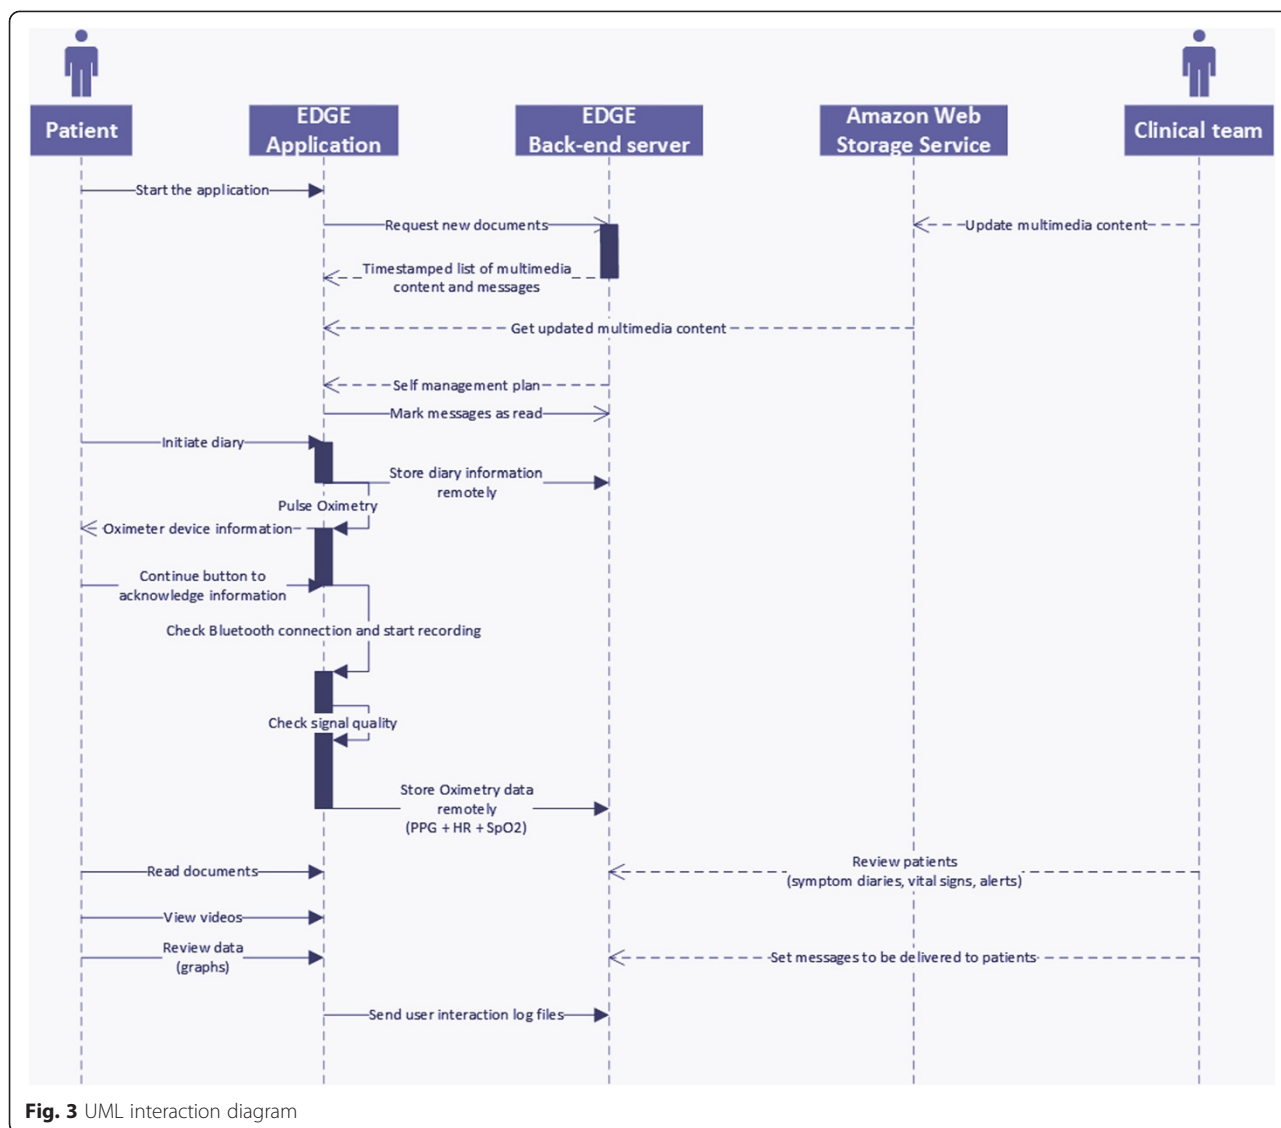 Patient
EDGE
Application
EDGE
Back-end server
Amazon Web
Storage Service
Clinical team
Start the application
Request new documents
Update multimedia content
Timestamped list of multimedia
content and messages
Get updated multimedia content
Self management plan
Mark messages as read
Initiate diary
Store diary information
remotely
Pulse Oximetry
Oximeter device information
Continue button to
acknowledge information
Check Bluetooth connection and start recording
Check signal quality
Store Oximetry data
remotely
(PPG + HR + SpO2)
Read documents
Review patients
(symptom diaries, vital signs, alerts)
View videos
Review data
(graphs)
Set messages to be delivered to patients
Send user interaction log files
Fig. 3 UML interaction diagram